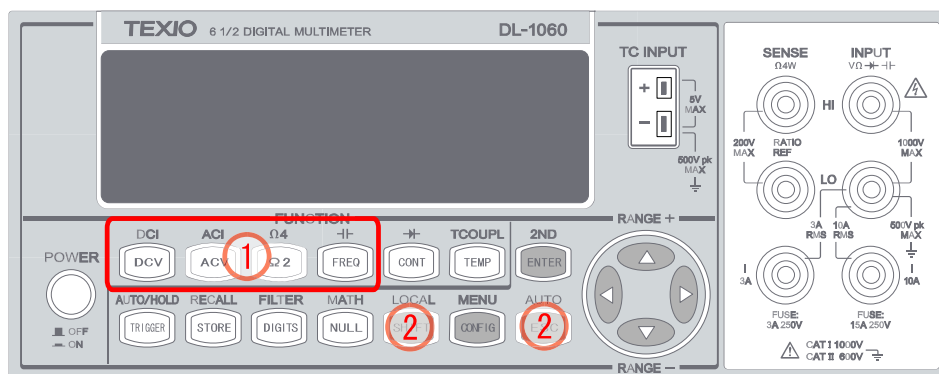 TEXIO 6 1/2 DIGITAL MULTIMETER DL-1060
TC INPUT
+
5V
MAX
−
500V pk
MAX
SENSE
Ω4W
INPUT
VΩ
HI
200V
MAX
RATIO
REF
1000V
MAX
LO
3A
RMS
10A
RMS
500V pk
MAX
I
3A
I
10A
FUSE:
3A 250V
FUSE:
15A 250V
CAT I 1000V
CAT II 600V
FUNCTION
DCI ACI Ω4 TCOUPL 2ND
DCV ACV Ω2 FREQ CONT TEMP ENTER
1
POWER
OFF
ON
AUTO/HOLD RECALL FILTER MATH LOCAL MENU AUTO
TRIGGER STORE DIGITS NULL SHIFT CONFIG ESC
2 2
RANGE +
RANGE −